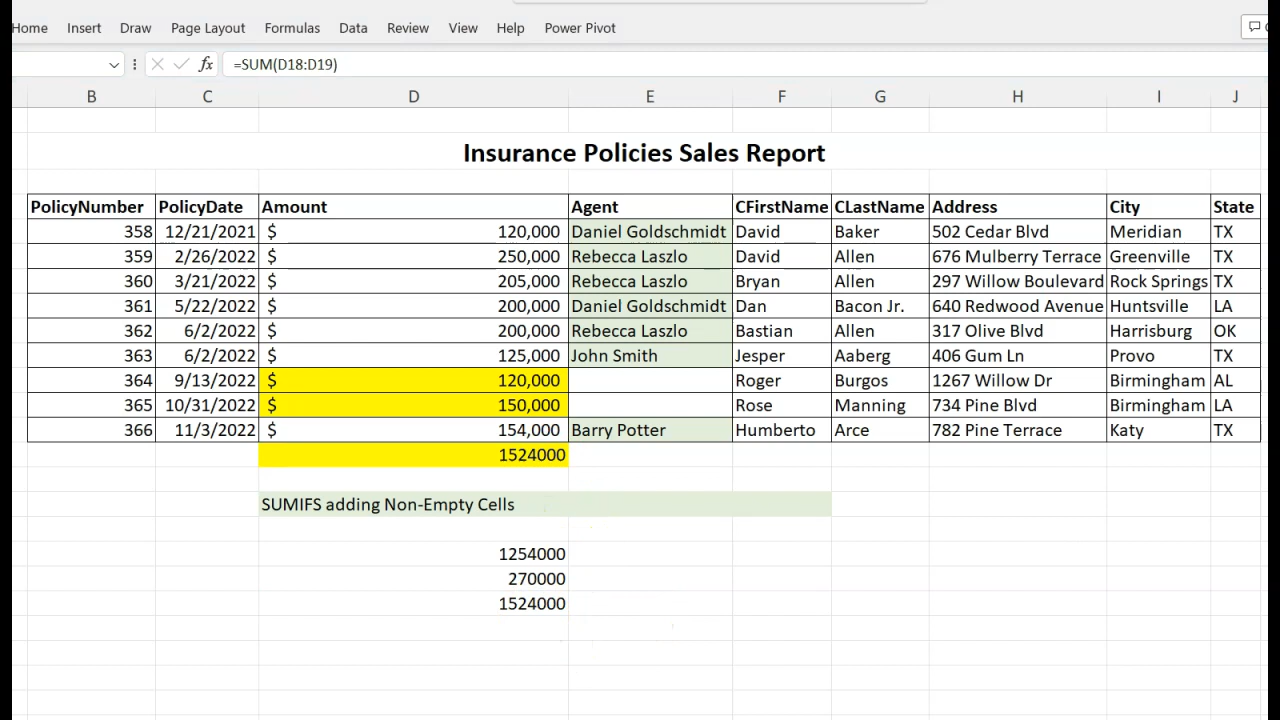 Home Insert Draw Page Layout Formulas Data Review View Help Power Pivot
fx =SUM(D18:D19)
B C D E F G H I J
Insurance Policies Sales Report
PolicyNumber PolicyDate Amount Agent CFirstName CLastName Address City State
358 12/21/2021 $ 120,000 Daniel Goldschmidt David Baker 502 Cedar Blvd Meridian TX
359 2/26/2022 $ 250,000 Rebecca Laszlo David Allen 676 Mulberry Terrace Greenville TX
360 3/21/2022 $ 205,000 Rebecca Laszlo Bryan Allen 297 Willow Boulevard Rock Springs TX
361 5/22/2022 $ 200,000 Daniel Goldschmidt Dan Bacon Jr. 640 Redwood Avenue Huntsville LA
362 6/2/2022 $ 200,000 Rebecca Laszlo Bastian Allen 317 Olive Blvd Harrisburg OK
363 6/2/2022 $ 125,000 John Smith Jesper Aaberg 406 Gum Ln Provo TX
364 9/13/2022 $ 120,000 Roger Burgos 1267 Willow Dr Birmingham AL
365 10/31/2022 $ 150,000 Rose Manning 734 Pine Blvd Birmingham LA
366 11/3/2022 $ 154,000 Barry Potter Humberto Arce 782 Pine Terrace Katy TX
1524000
SUMIFS adding Non-Empty Cells
1254000
270000
1524000